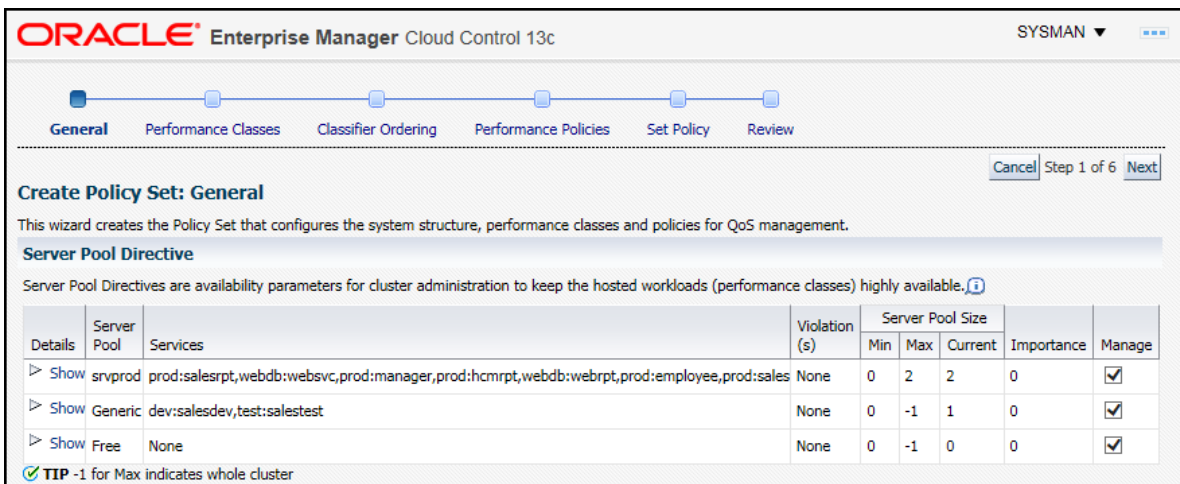 ORACLE® Enterprise Manager Cloud Control 13c
SYSMAN ▼
General Performance Classes Classifier Ordering Performance Policies Set Policy Review
Cancel Step 1 of 6 Next
Create Policy Set: General
This wizard creates the Policy Set that configures the system structure, performance classes and policies for QoS management.
Server Pool Directive
Server Pool Directives are availability parameters for cluster administration to keep the hosted workloads (performance classes) highly available.
Details Server Pool Services Violation (s) Server Pool Size Min Max Current Importance Manage
Show srvprod prod:salesrpt,webdb:websvc,prod:manager,prod:hcmrpt,webdb:webrpt,prod:employee,prod:sales None 0 2 2 0
Show Generic dev:salesdev,test:salestest None 0 -1 1 0
Show Free None None 0 -1 0 0
TIP -1 for Max indicates whole cluster